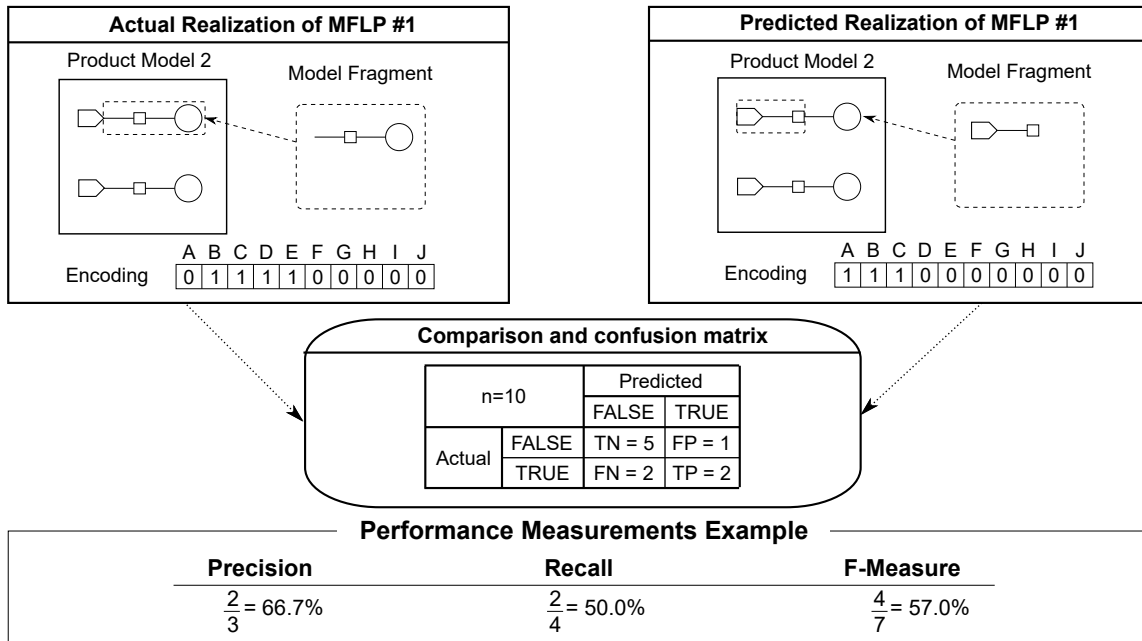 Actual Realization of MFLP #1
Product Model 2
Model Fragment
A B C D E F G H I J
Encoding 0 1 1 1 1 0 0 0 0 0
Predicted Realization of MFLP #1
Product Model 2
Model Fragment
A B C D E F G H I J
Encoding 1 1 1 0 0 0 0 0 0 0
Comparison and confusion matrix
n=10 Predicted
FALSE TRUE
Actual FALSE TN = 5 FP = 1
TRUE FN = 2 TP = 2
Performance Measurements Example
Precision Recall F-Measure
2/3 = 66.7% 2/4 = 50.0% 4/7 = 57.0%